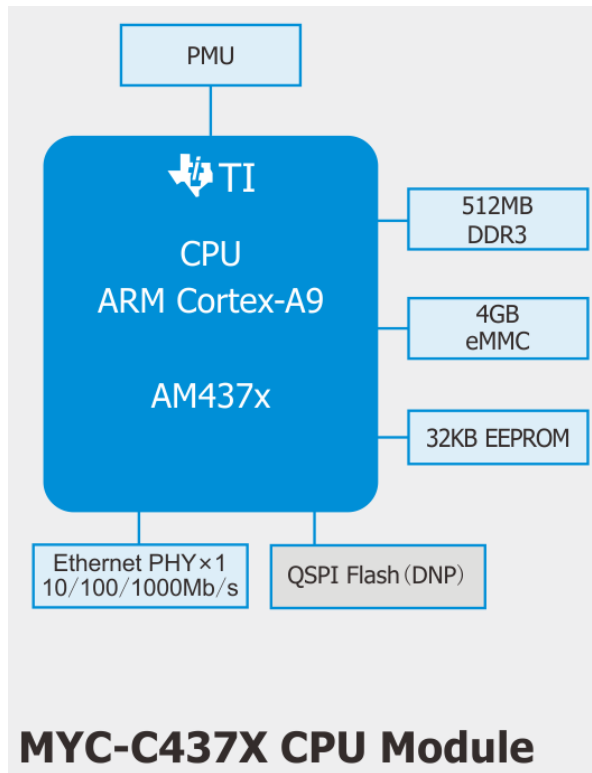 PMU
TI
CPU
ARM Cortex-A9
AM437x
512MB
DDR3
4GB
eMMC
32KB EEPROM
Ethernet PHY×1
10/100/1000Mb/s
QSPI Flash(DNP)
MYC-C437X CPU Module